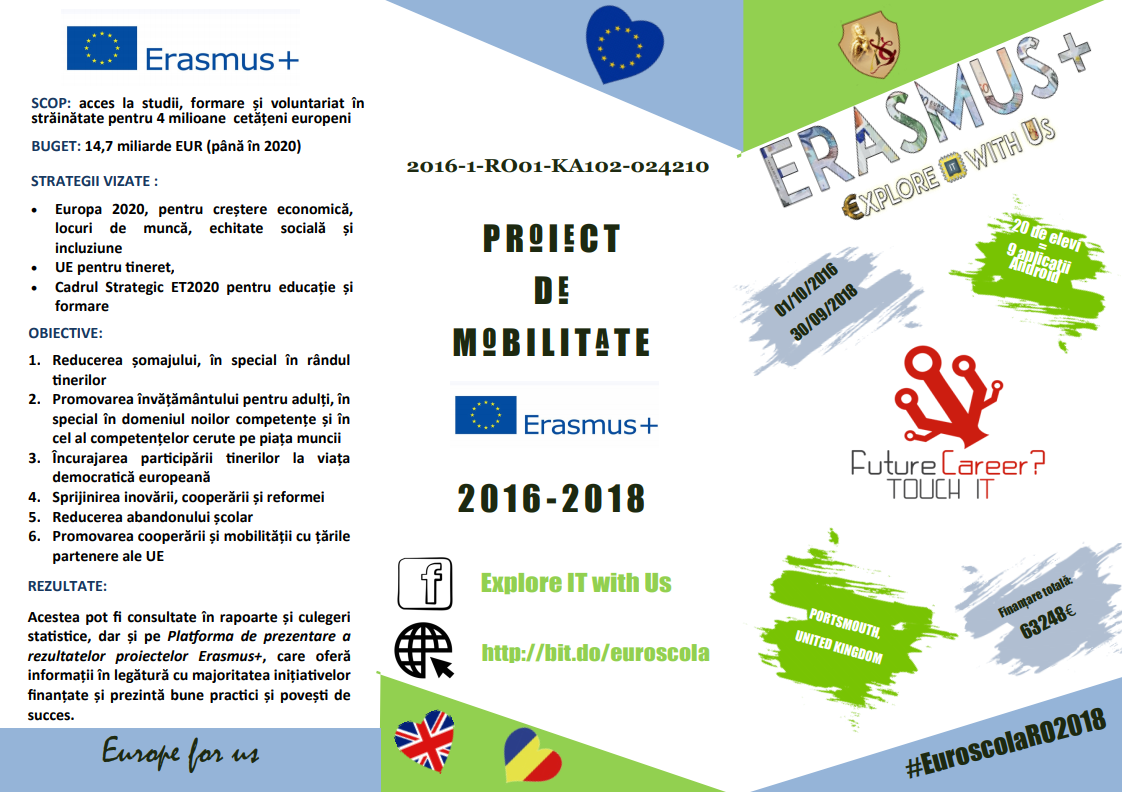 Erasmus+
SCOP: acces la studii, formare și voluntariat în
străinătate pentru 4 milioane cetățeni europeni
BUGET: 14,7 miliarde EUR (până în 2020)
STRATEGII VIZATE :
• Europa 2020, pentru creștere economică,
locuri de muncă, echitate socială și
incluziune
• UE pentru tineret,
• Cadrul Strategic ET2020 pentru educație și
formare
OBIECTIVE:
1. Reducerea șomajului, în special în rândul
tinerilor
2. Promovarea învățământului pentru adulți, în
special în domeniul noilor competențe și în
cel al competențelor cerute pe piața muncii
3. Încurajarea participării tinerilor la viața
democratică europeană
4. Sprijinirea inovării, cooperării și reformei
5. Reducerea abandonului școlar
6. Promovarea cooperării și mobilității cu țările
partenere ale UE
REZULTATE:
Acestea pot fi consultate în rapoarte și culegeri
statistice, dar și pe Platforma de prezentare a
rezultatelor proiectelor Erasmus+, care oferă
informații în legătură cu majoritatea inițiativelor
finanțate și prezintă bune practici și povești de
succes.
Europe for us
2016-1-RO01-KA102-024210
PROIECT
DE
MOBILITATE
Erasmus+
2016-2018
f
Explore IT with Us
http://bit.do/euroscola
ERASMUS+
€XPLORE IT WITH US
20 de elevi
=
9 aplicații
Android
01/10/2016
30/09/2018
Future Career?
TOUCH IT
PORTSMOUTH,
UNITED KINGDOM
Finanțare totală:
63248€
#EuroscolaRO2018